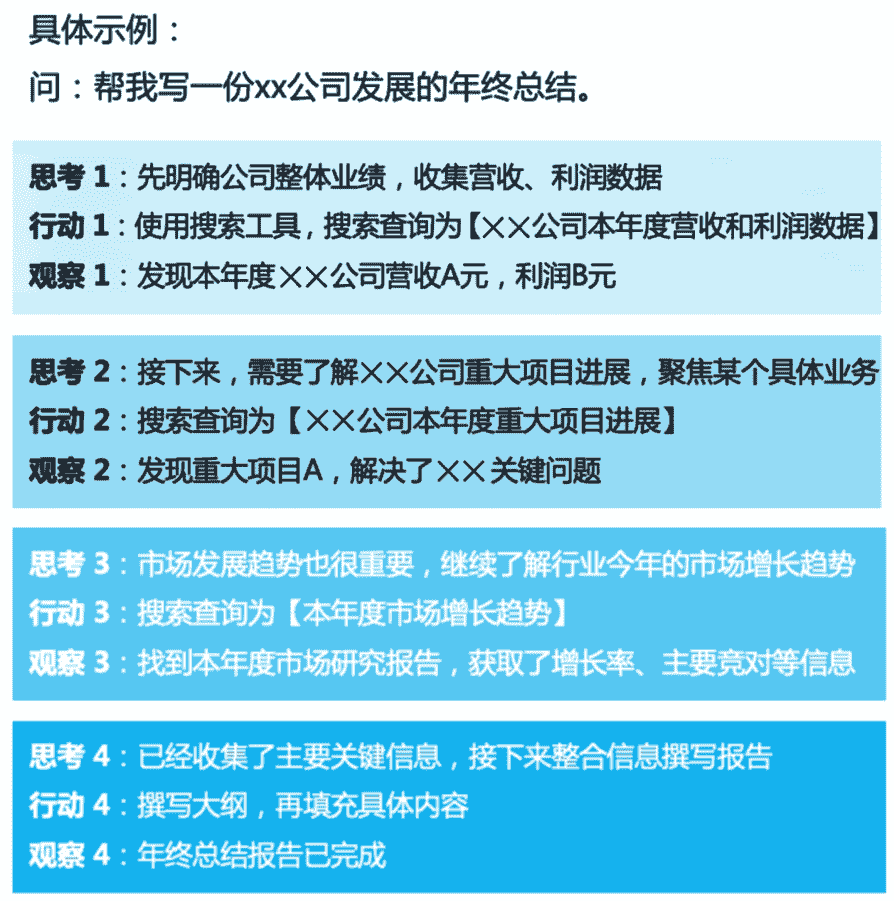 具体示例：
问：帮我写一份xx公司发展的年终总结。
思考 1：先明确公司整体业绩，收集营收、利润数据
行动 1：使用搜索工具，搜索查询为【××公司本年度营收和利润数据】
观察 1：发现本年度××公司营收A元，利润B元
思考 2：接下来，需要了解××公司重大项目进展，聚焦某个具体业务
行动 2：搜索查询为【××公司本年度重大项目进展】
观察 2：发现重大项目A，解决了××关键问题
思考 3：市场发展趋势也很重要，继续了解行业今年的市场增长趋势
行动 3：搜索查询为【本年度市场增长趋势】
观察 3：找到本年度市场研究报告，获取了增长率、主要竞对等信息
思考 4：已经收集了主要关键信息，接下来整合信息撰写报告
行动 4：撰写大纲，再填充具体内容
观察 4：年终总结报告已完成